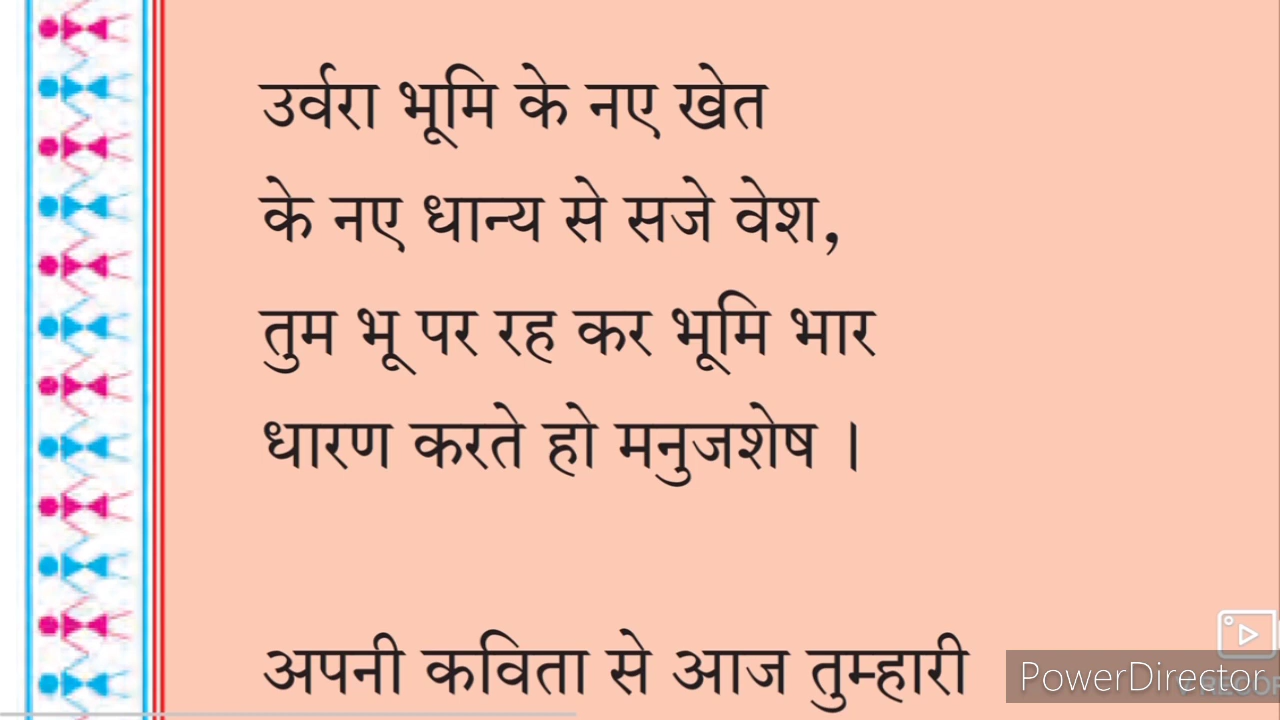 उर्वरा भूमि के नए खेत
के नए धान्य से सजे वेश,
तुम भू पर रह कर भूमि भार
धारण करते हो मनुजशेष ।
अपनी कविता से आज तुम्हारी
PowerDirector